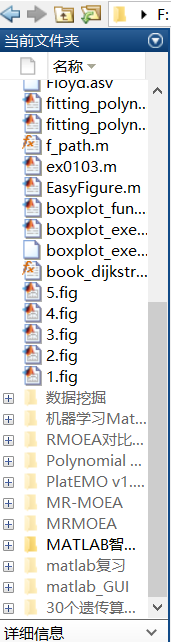 F:
当前文件夹
名称
Floyd.asv
fitting_polyn...
fitting_polyn...
f_path.m
ex0103.m
EasyFigure.m
boxplot_fun...
boxplot_exe...
boxplot_exe...
book_dijkstr...
5.fig
4.fig
3.fig
2.fig
1.fig
数据挖掘
机器学习Mat...
RMOEA对比...
Polynomial ...
PlatEMO v1....
MR-MOEA
MRMOEA
MATLAB智...
matlab复习
matlab_GUI
30个遗传算...
详细信息